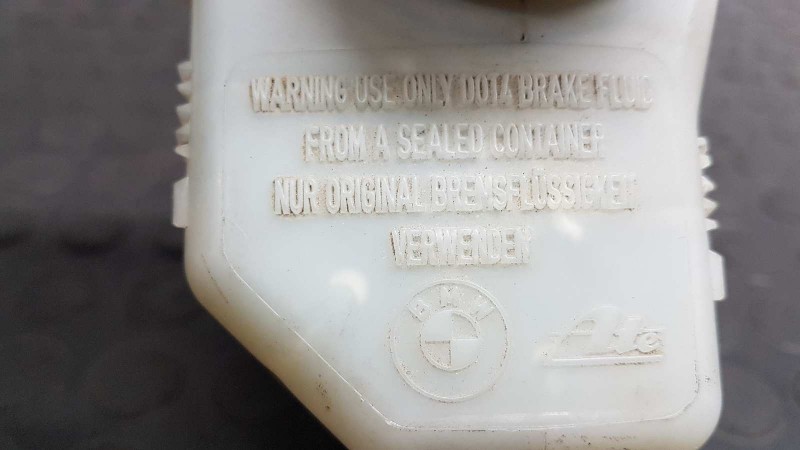 WARNING USE ONLY DOT4 BRAKE FLUID
FROM A SEALED CONTAINER
NUR ORIGINAL BREMSFLÜSSIGKEIT
VERWENDEN
BMW
Ate